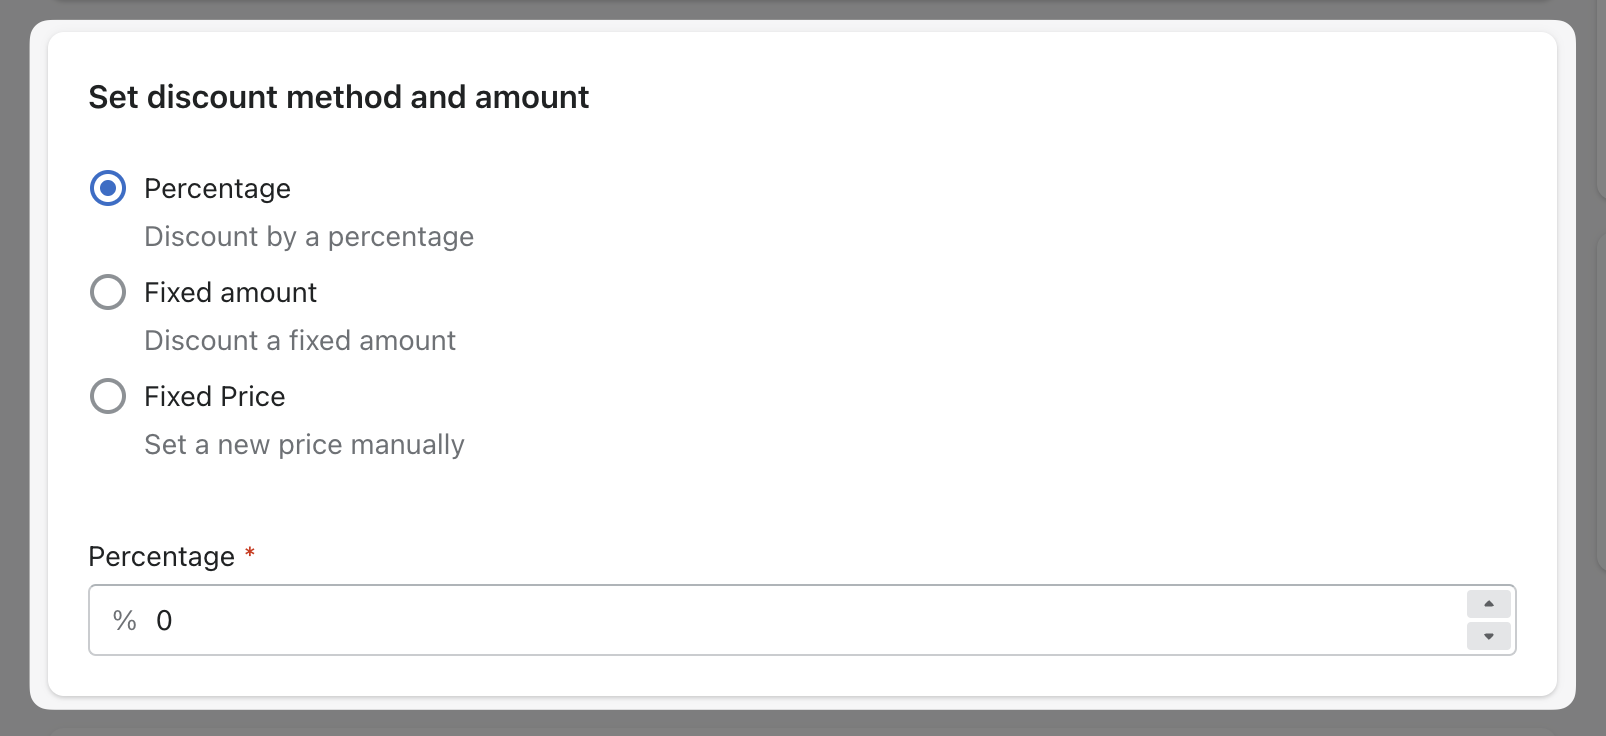 Set discount method and amount
Percentage
Discount by a percentage
Fixed amount
Discount a fixed amount
Fixed Price
Set a new price manually
Percentage *
% 0